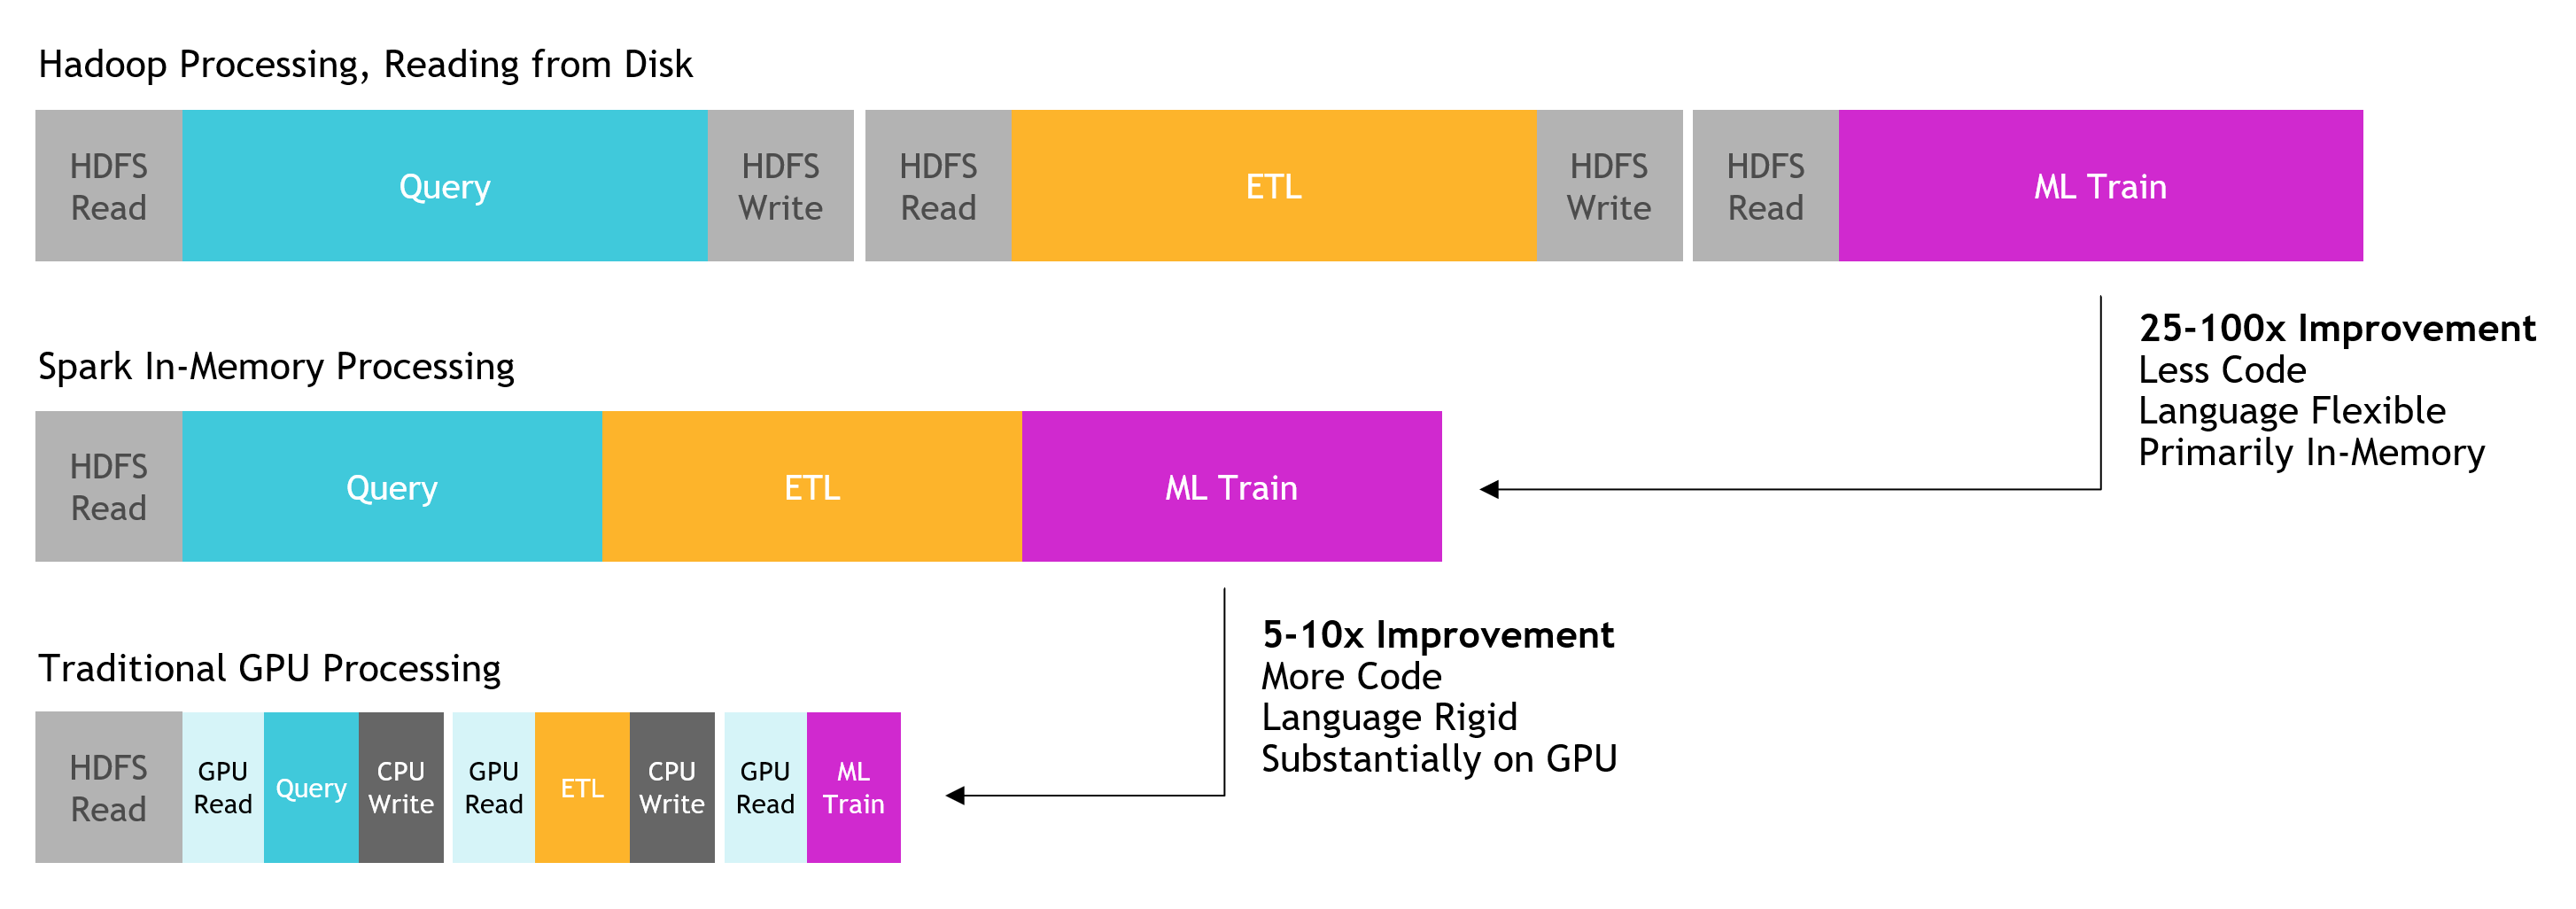 Hadoop Processing, Reading from Disk
HDFS
Read
Query
HDFS
Write
HDFS
Read
ETL
HDFS
Write
HDFS
Read
ML Train
25-100x Improvement
Less Code
Language Flexible
Primarily In-Memory
Spark In-Memory Processing
HDFS
Read
Query
ETL
ML Train
5-10x Improvement
More Code
Language Rigid
Substantially on GPU
Traditional GPU Processing
HDFS
Read
GPU
Read
Query
CPU
Write
GPU
Read
ETL
CPU
Write
GPU
Read
ML
Train